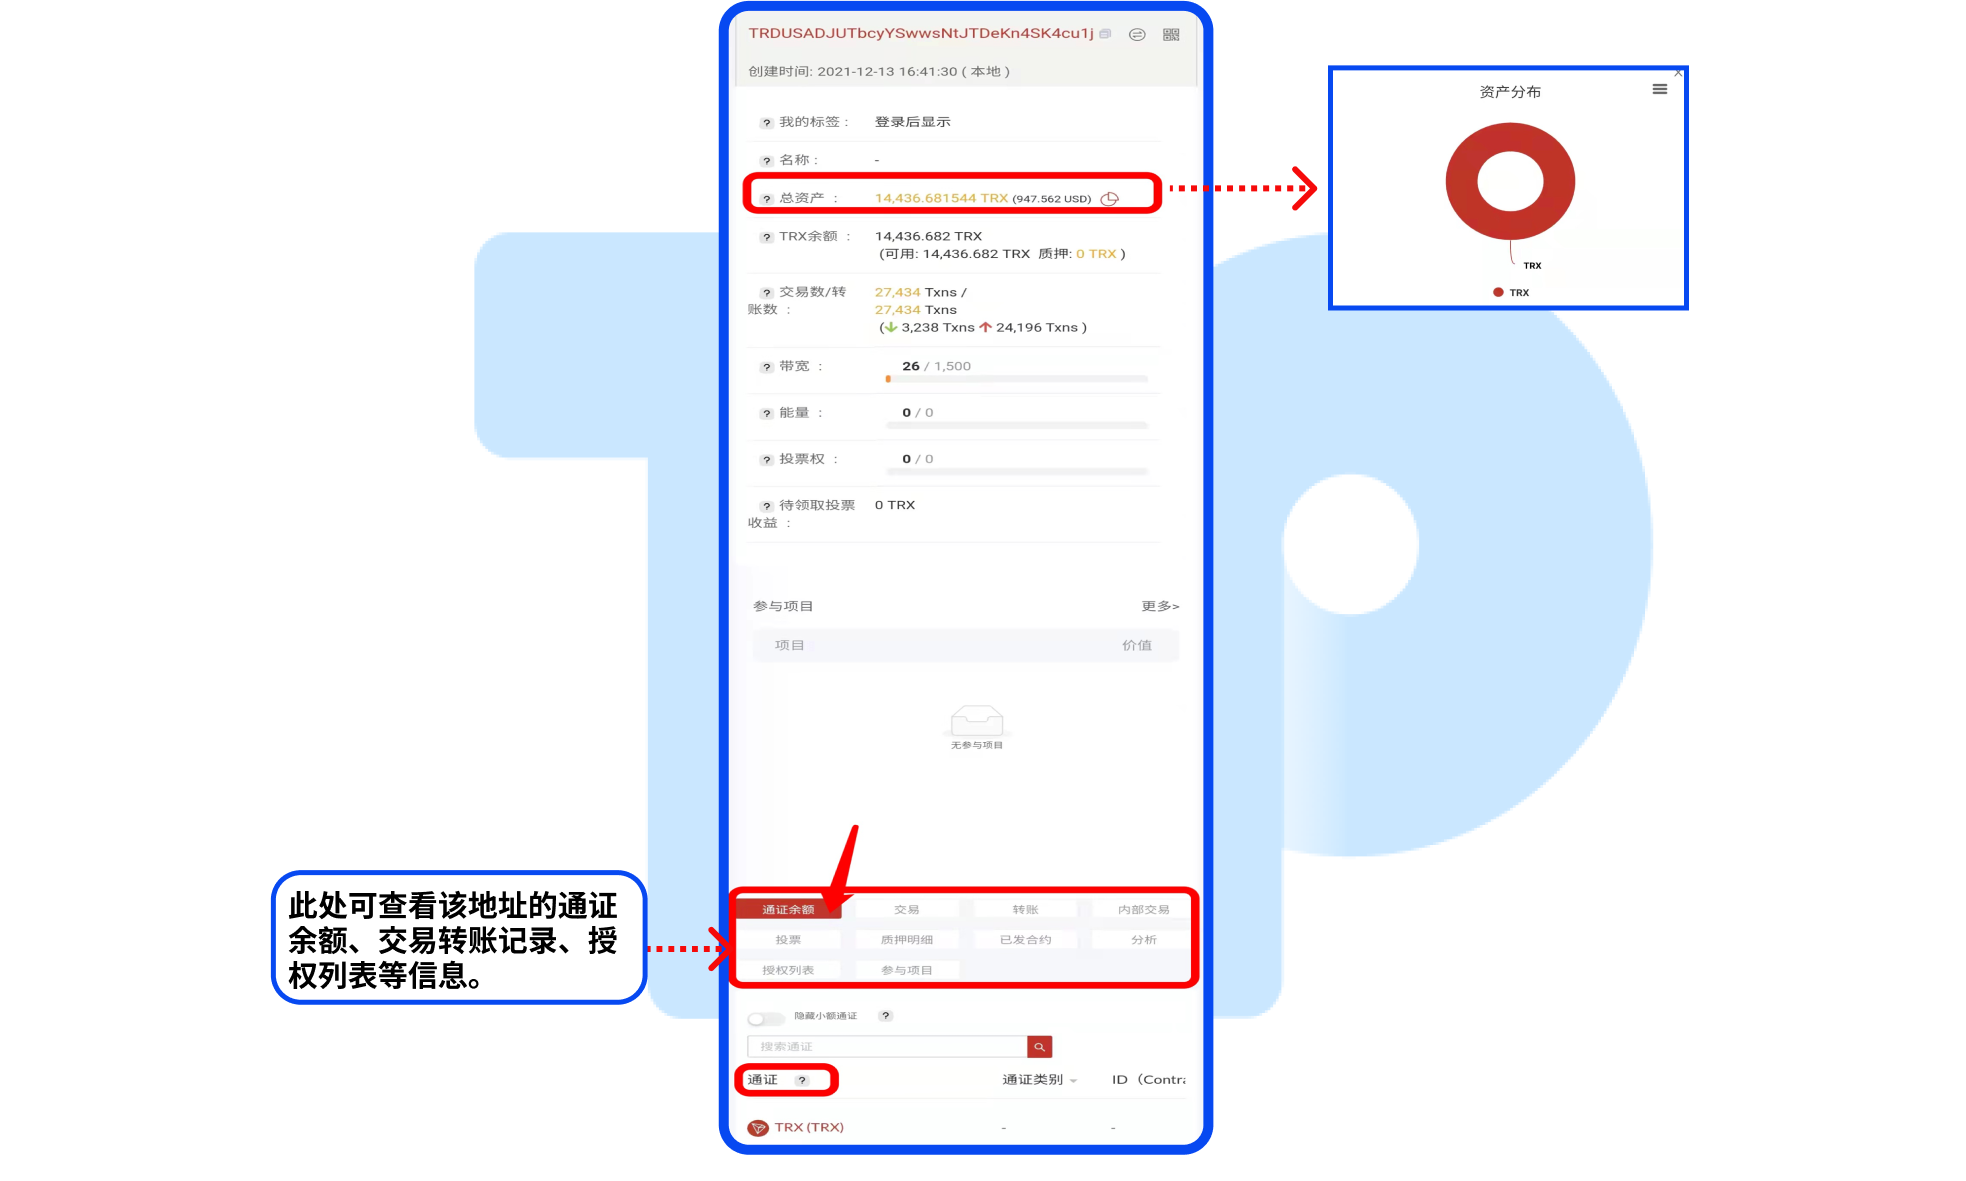 TRDUSADJUTbcyYSwwsNtJTDeKn4SK4cu1j
创建时间: 2021-12-13 16:41:30 ( 本地 )
? 我的标签 : 登录后显示
? 名称 : -
? 总资产 : 14,436.681544 TRX (947.562 USD)
? TRX余额 : 14,436.682 TRX
(可用: 14,436.682 TRX 质押: 0 TRX )
? 交易数/转账数 : 27,434 Txns /
27,434 Txns
( 3,238 Txns 24,196 Txns )
? 带宽 : 26 / 1,500
? 能量 : 0 / 0
? 投票权 : 0 / 0
? 待领取投票收益 : 0 TRX
参与项目 更多>
项目 价值
无参与项目
通证余额 交易 转账 内部交易
投票 质押明细 已发合约 分析
授权列表 参与项目
隐藏小额通证 ?
搜索通证
通证 ? 通证类别 ID（Contra
TRX (TRX) - -
资产分布
TRX
TRX
此处可查看该地址的通证
余额、交易转账记录、授
权列表等信息。